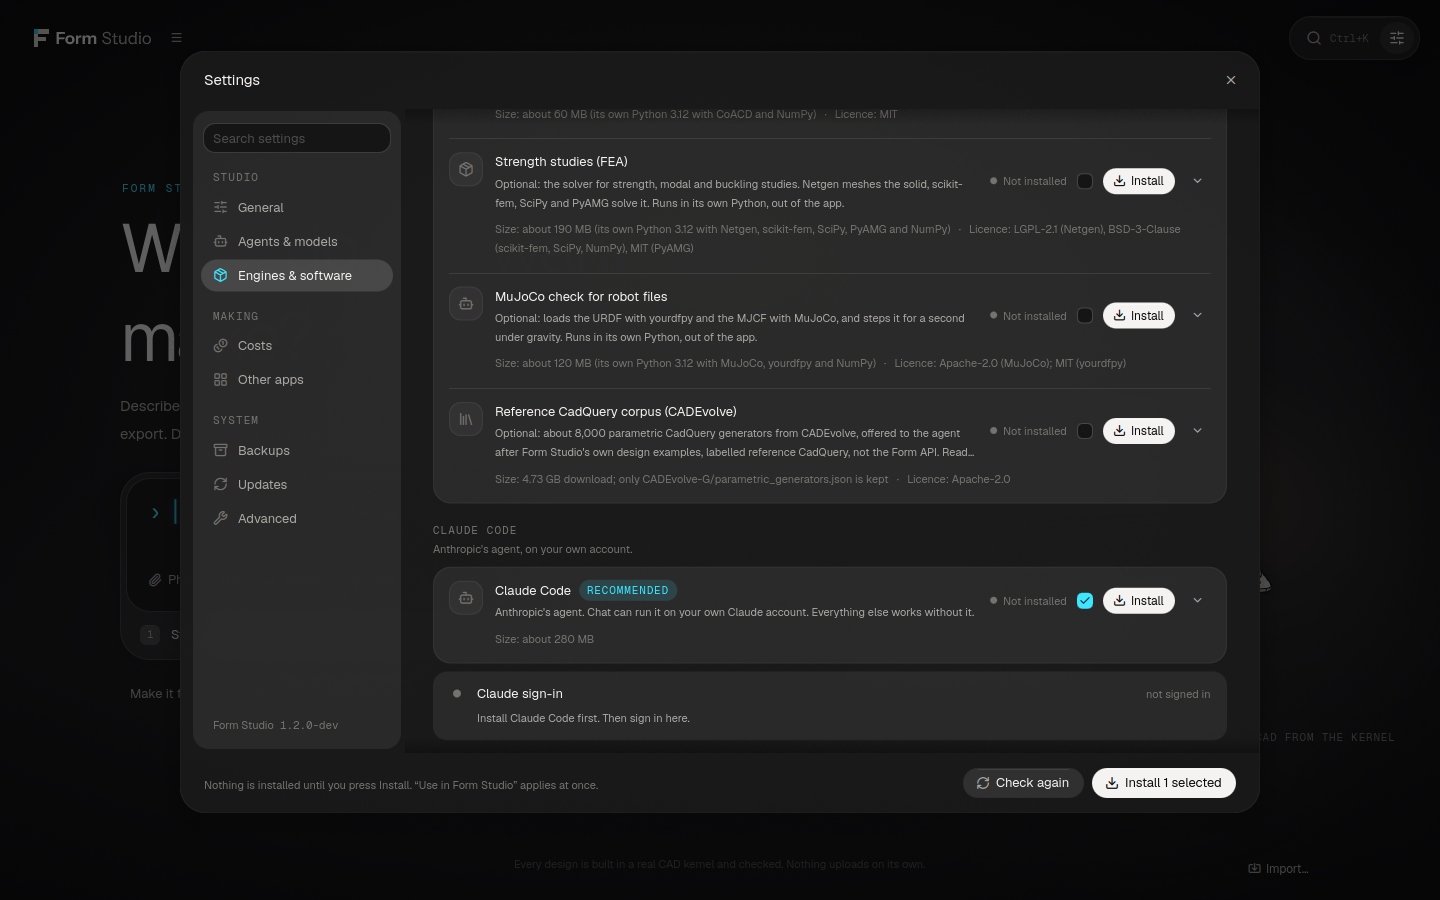 Form Studio
Ctrl+K
Settings
Search settings
STUDIO
General
Agents & models
Engines & software
MAKING
Costs
Other apps
SYSTEM
Backups
Updates
Advanced
Form Studio 1.2.0-dev
Size: about 60 MB (its own Python 3.12 with CoACD and NumPy) · Licence: MIT
Strength studies (FEA)
Optional: the solver for strength, modal and buckling studies. Netgen meshes the solid, scikit-
fem, SciPy and PyAMG solve it. Runs in its own Python, out of the app.
Not installed
Install
Size: about 190 MB (its own Python 3.12 with Netgen, scikit-fem, SciPy, PyAMG and NumPy) · Licence: LGPL-2.1 (Netgen), BSD-3-Clause
(scikit-fem, SciPy, NumPy), MIT (PyAMG)
MuJoCo check for robot files
Optional: loads the URDF with yourdfpy and the MJCF with MuJoCo, and steps it for a second
under gravity. Runs in its own Python, out of the app.
Not installed
Install
Size: about 120 MB (its own Python 3.12 with MuJoCo, yourdfpy and NumPy) · Licence: Apache-2.0 (MuJoCo); MIT (yourdfpy)
Reference CadQuery corpus (CADEvolve)
Optional: about 8,000 parametric CadQuery generators from CADEvolve, offered to the agent
after Form Studio's own design examples, labelled reference CadQuery, not the Form API. Read...
Not installed
Install
Size: 4.73 GB download; only CADEvolve-G/parametric_generators.json is kept · Licence: Apache-2.0
CLAUDE CODE
Anthropic's agent, on your own account.
Claude Code RECOMMENDED
Anthropic's agent. Chat can run it on your own Claude account. Everything else works without it.
Not installed
Install
Size: about 280 MB
Claude sign-in
not signed in
Install Claude Code first. Then sign in here.
Nothing is installed until you press Install. “Use in Form Studio” applies at once.
Check again
Install 1 selected
FORM ST
W
ma
Describe
export. D
Ph
1 S
Make it f
AD FROM THE KERNEL
Every design is built in a real CAD kernel and checked. Nothing uploads on its own.
Import...